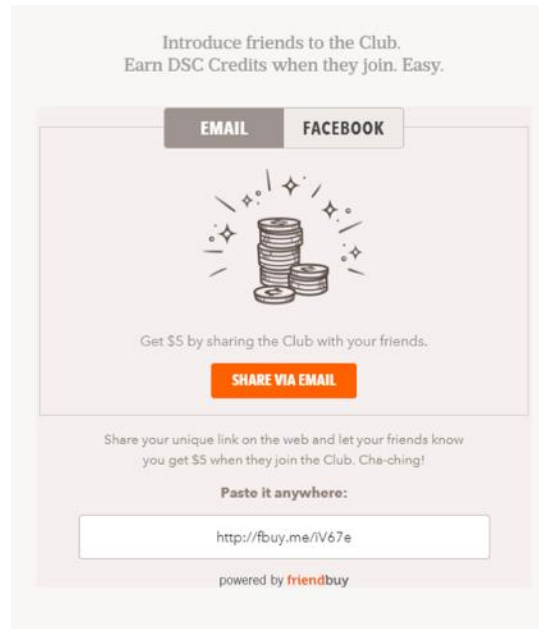 Introduce friends to the Club.
Earn DSC Credits when they join. Easy.
EMAIL
FACEBOOK
Get $5 by sharing the Club with your friends.
SHARE VIA EMAIL
Share your unique link on the web and let your friends know
you get $5 when they join the Club. Cha-ching!
Paste it anywhere:
http://fbuy.me/iV67e
powered by friendbuy